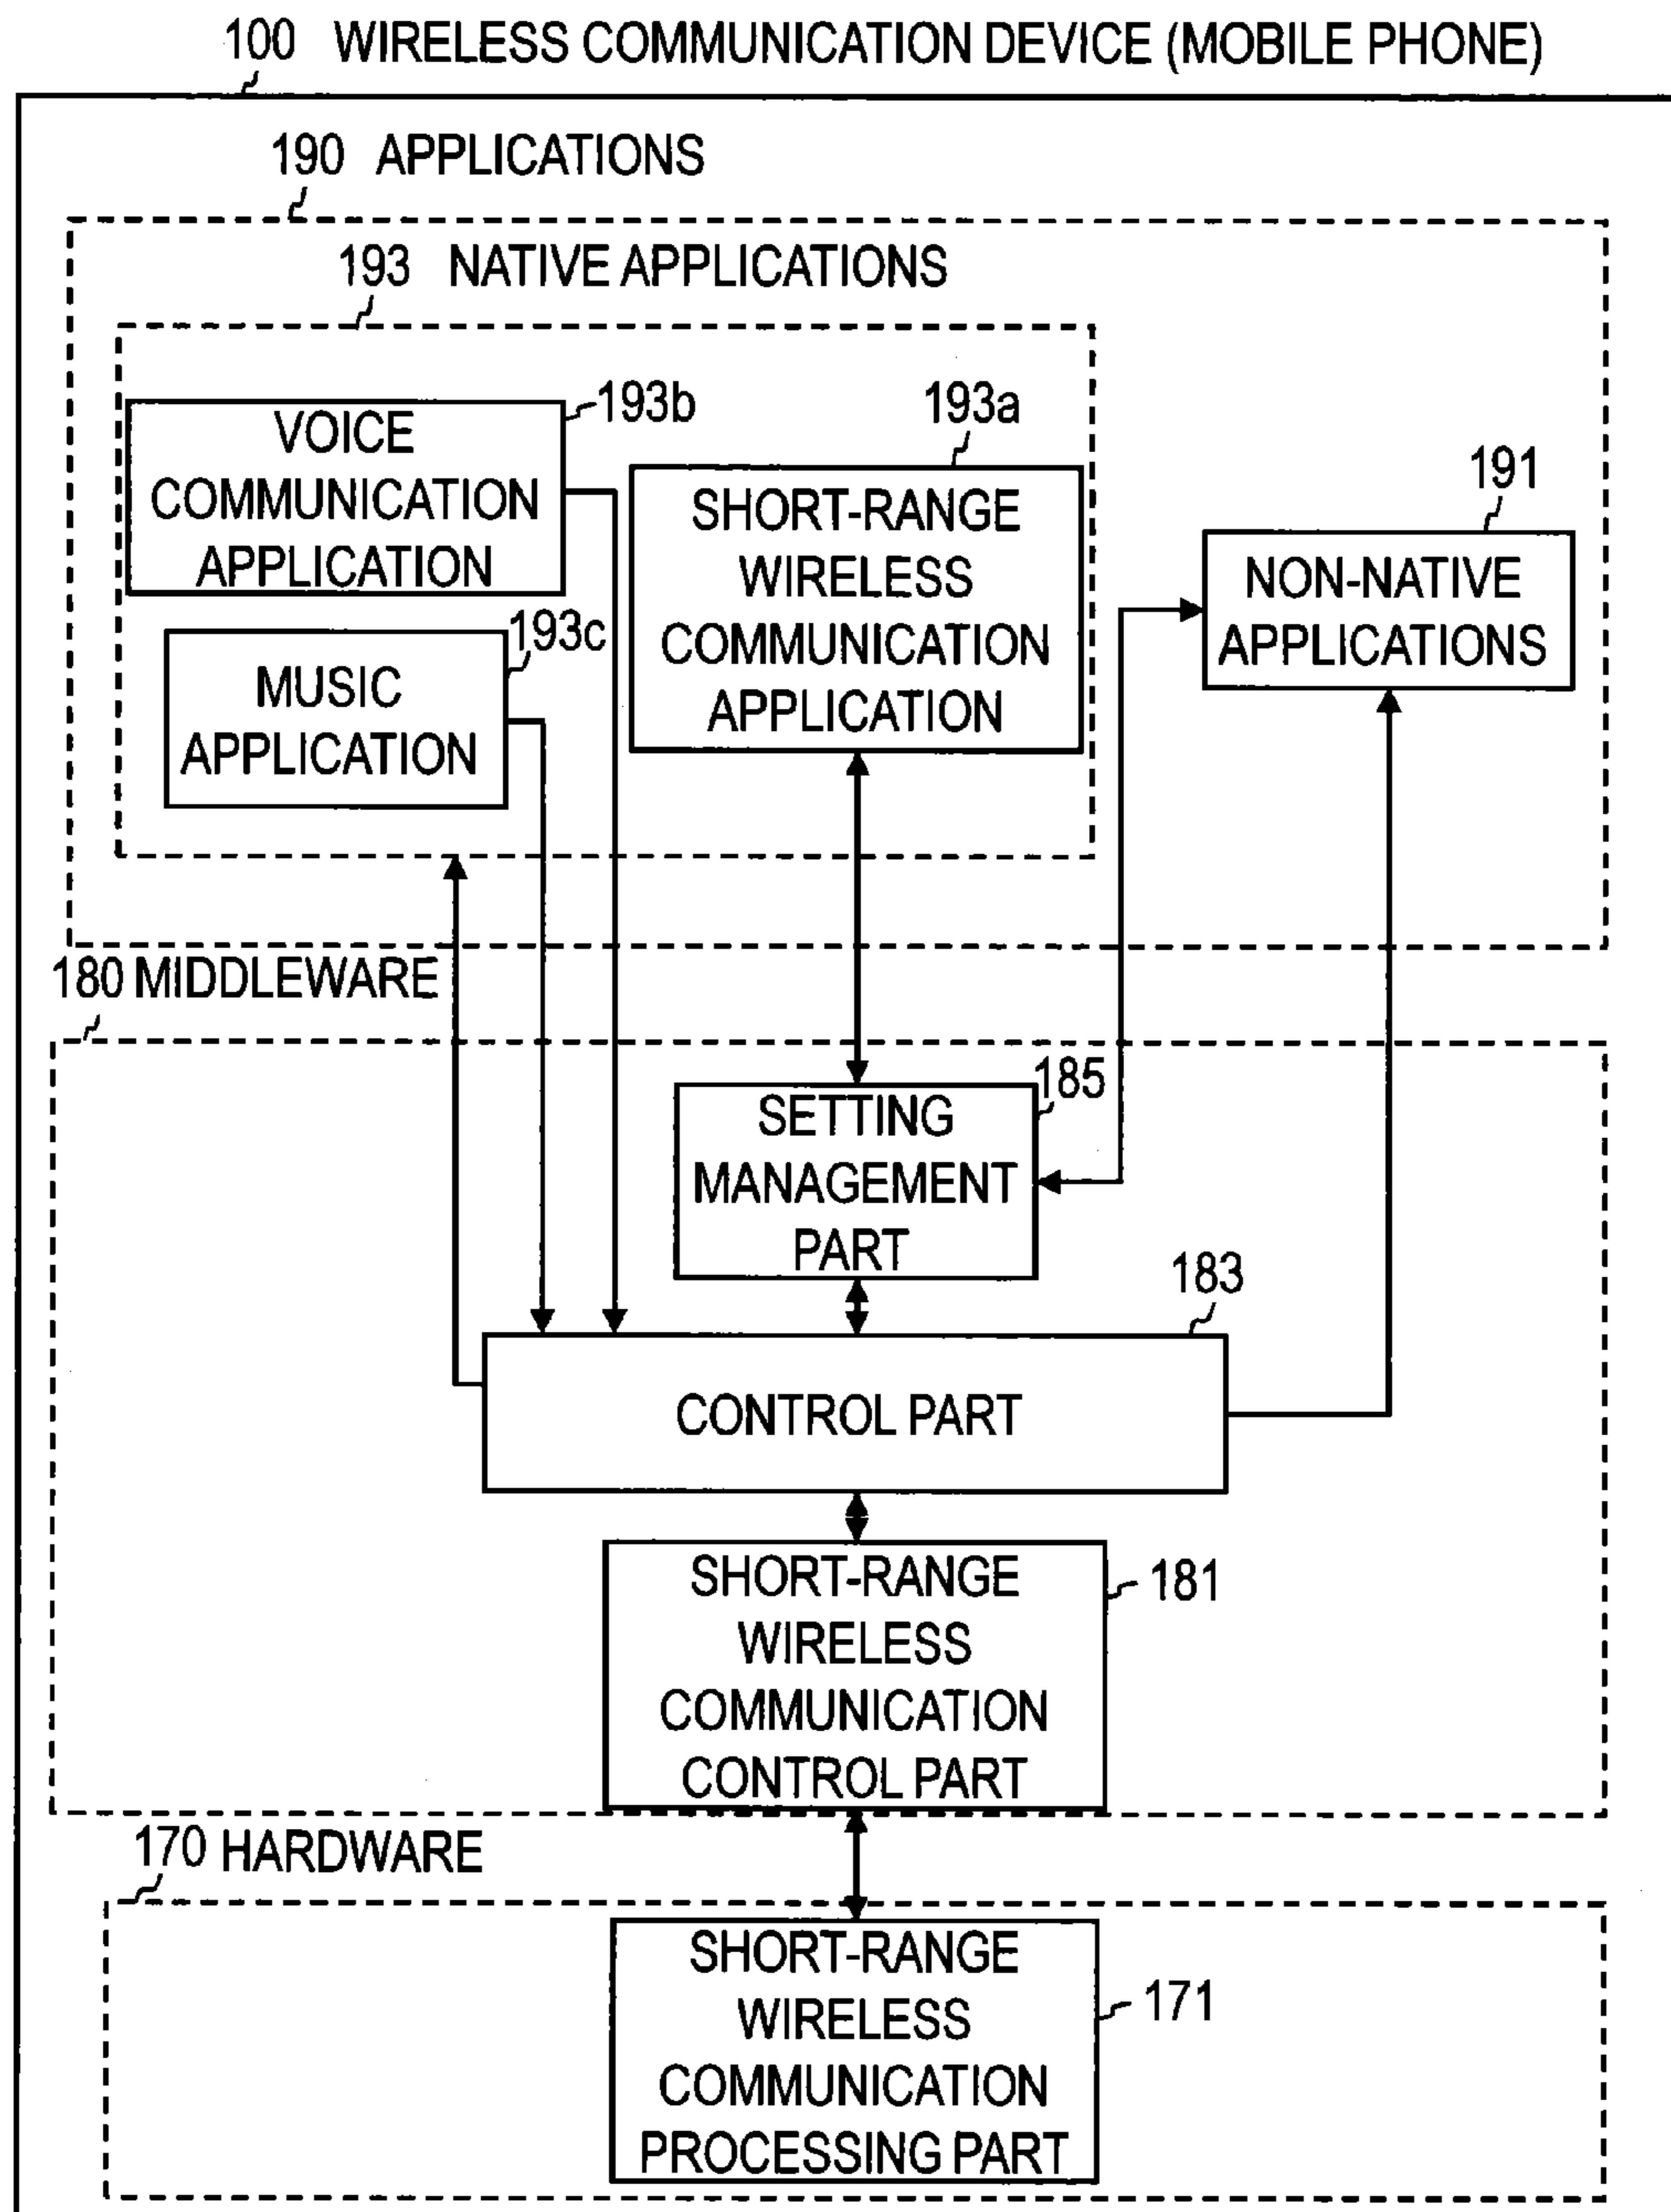 100 WIRELESS COMMUNICATION DEVICE (MOBILE PHONE)
190 APPLICATIONS
193 NATIVE APPLICATIONS
193b
VOICE
COMMUNICATION
APPLICATION
193a
SHORT-RANGE
WIRELESS
COMMUNICATION
APPLICATION
191
NON-NATIVE
APPLICATIONS
193c
MUSIC
APPLICATION
180 MIDDLEWARE
185
SETTING
MANAGEMENT
PART
183
CONTROL PART
SHORT-RANGE
WIRELESS
COMMUNICATION
CONTROL PART
181
170 HARDWARE
SHORT-RANGE
WIRELESS
COMMUNICATION
PROCESSING PART
171